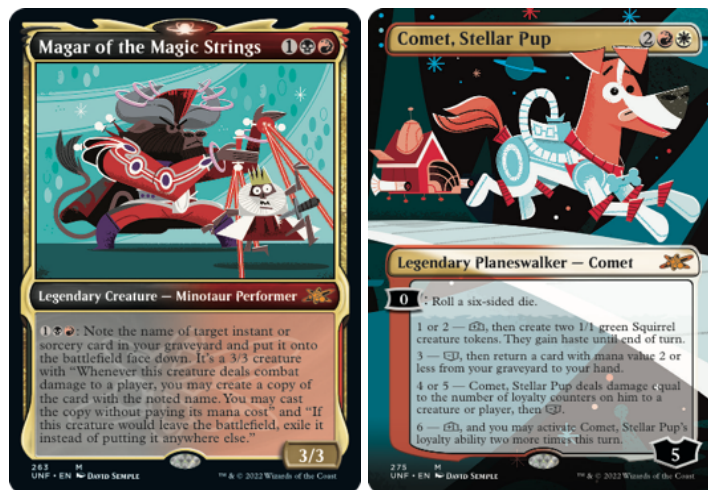 Magar of the Magic Strings 1
Legendary Creature — Minotaur Performer
1 : Note the name of target instant or
sorcery card in your graveyard and put it onto
the battlefield face down. It's a 3/3 creature
with "Whenever this creature deals combat
damage to a player, you may create a copy of
the card with the noted name. You may cast
the copy without paying its mana cost" and "If
this creature would leave the battlefield, exile it
instead of putting it anywhere else."
3/3
263 M
UNF • EN DAVID SEMPLE ™ & © 2022 Wizards of the Coast
Comet, Stellar Pup 2
Legendary Planeswalker — Comet
0 : Roll a six-sided die.
1 or 2 — [+2], then create two 1/1 green Squirrel
creature tokens. They gain haste until end of turn.
3 — [-1], then return a card with mana value 2 or
less from your graveyard to your hand.
4 or 5 — Comet, Stellar Pup deals damage equal
to the number of loyalty counters on him to a
creature or player, then [-2].
6 — [+1], and you may activate Comet, Stellar Pup's
loyalty ability two more times this turn.
5
275 M
UNF • EN DAVID SEMPLE ™ & © 2022 Wizards of the Coast